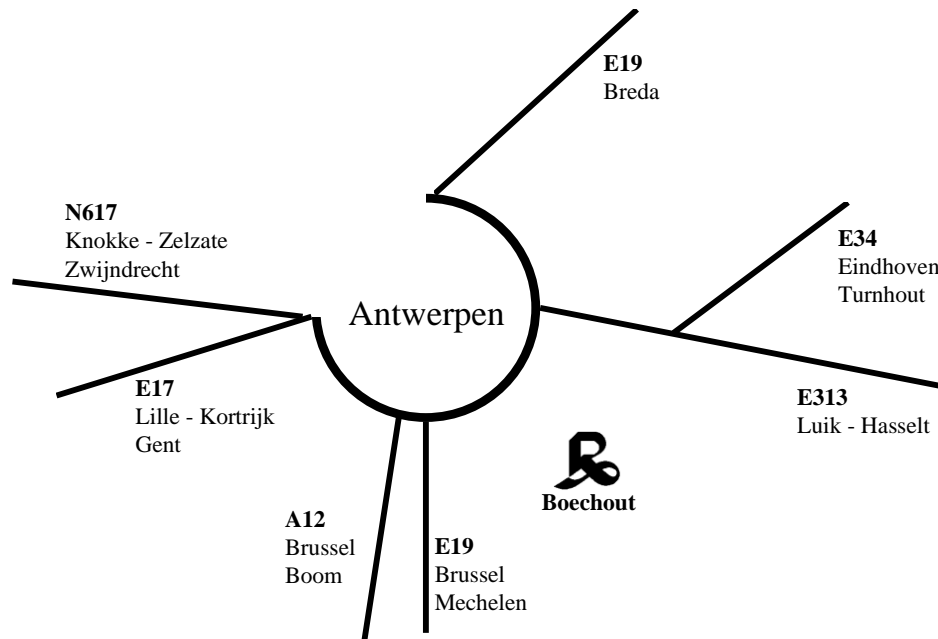 E19
Breda
N617
Knokke - Zelzate
Zwijndrecht
E34
Eindhoven
Turnhout
Antwerpen
E17
Lille - Kortrijk
Gent
E313
Luik - Hasselt
Boechout
A12
Brussel
Boom
E19
Brussel
Mechelen